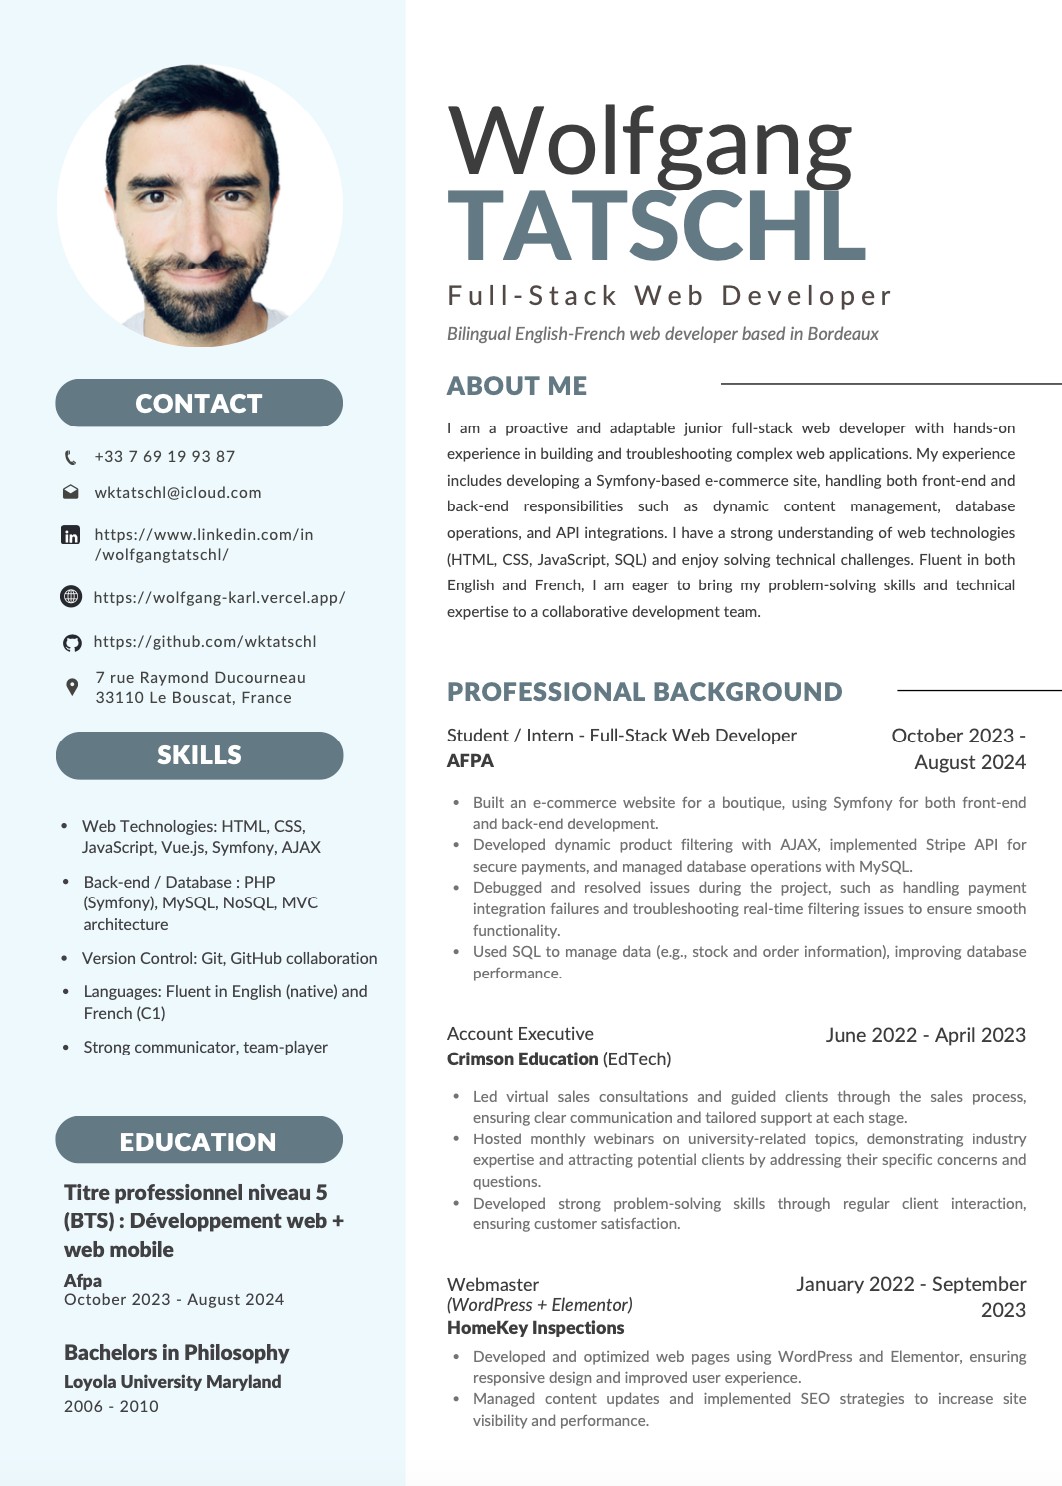 Wolfgang
TATSCHL
Full-Stack Web Developer
Bilingual English-French web developer based in Bordeaux
CONTACT
+33 7 69 19 93 87
wktatschl@icloud.com
https://www.linkedin.com/in
/wolfgangtatschl/
https://wolfgang-karl.vercel.app/
https://github.com/wktatschl
7 rue Raymond Ducourneau
33110 Le Bouscat, France
SKILLS
• Web Technologies: HTML, CSS,
JavaScript, Vue.js, Symfony, AJAX
• Back-end / Database : PHP
(Symfony), MySQL, NoSQL, MVC
architecture
• Version Control: Git, GitHub collaboration
• Languages: Fluent in English (native) and
French (C1)
• Strong communicator, team-player
EDUCATION
Titre professionnel niveau 5
(BTS) : Développement web +
web mobile
Afpa
October 2023 - August 2024
Bachelors in Philosophy
Loyola University Maryland
2006 - 2010
ABOUT ME
I am a proactive and adaptable junior full-stack web developer with hands-on
experience in building and troubleshooting complex web applications. My experience
includes developing a Symfony-based e-commerce site, handling both front-end and
back-end responsibilities such as dynamic content management, database
operations, and API integrations. I have a strong understanding of web technologies
(HTML, CSS, JavaScript, SQL) and enjoy solving technical challenges. Fluent in both
English and French, I am eager to bring my problem-solving skills and technical
expertise to a collaborative development team.
PROFESSIONAL BACKGROUND
Student / Intern - Full-Stack Web Developer
AFPA
October 2023 -
August 2024
• Built an e-commerce website for a boutique, using Symfony for both front-end
and back-end development.
• Developed dynamic product filtering with AJAX, implemented Stripe API for
secure payments, and managed database operations with MySQL.
• Debugged and resolved issues during the project, such as handling payment
integration failures and troubleshooting real-time filtering issues to ensure smooth
functionality.
• Used SQL to manage data (e.g., stock and order information), improving database
performance.
Account Executive
Crimson Education (EdTech)
June 2022 - April 2023
• Led virtual sales consultations and guided clients through the sales process,
ensuring clear communication and tailored support at each stage.
• Hosted monthly webinars on university-related topics, demonstrating industry
expertise and attracting potential clients by addressing their specific concerns and
questions.
• Developed strong problem-solving skills through regular client interaction,
ensuring customer satisfaction.
Webmaster
(WordPress + Elementor)
HomeKey Inspections
January 2022 - September
2023
• Developed and optimized web pages using WordPress and Elementor, ensuring
responsive design and improved user experience.
• Managed content updates and implemented SEO strategies to increase site
visibility and performance.